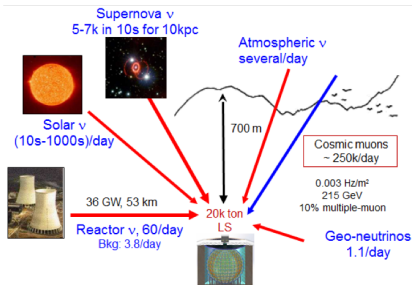 Supernova ν
5-7k in 10s for 10kpc
Atmospheric ν
several/day
Solar ν
(10s-1000s)/day
700 m
Cosmic muons
~ 250k/day
0.003 Hz/m²
215 GeV
10% multiple-muon
36 GW, 53 km
20k ton
LS
Reactor ν, 60/day
Bkg: 3.8/day
Geo-neutrinos
1.1/day